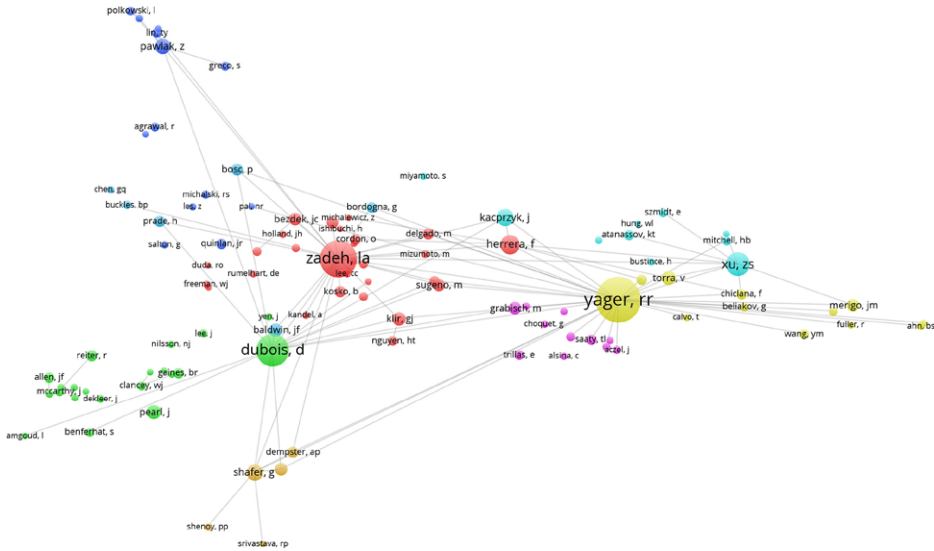 polkowski, l
lin, ty
pawlak, z
greco, s
agrawal, r
bosc, p
miyamoto, s
chen, gq
michalski, rs
buckles, bp
les, z
pal, nr
bordogna, g
szmidt, e
prade, h
bezdek, jc
michalewicz, z
kacprzyk, j
hung, wl
ishibuchi, h
holland, jh
cordon, o
delgado, m
atanassov, kt
salton, g
quinlan, jr
herrera, f
mitchell, hb
mizumoto, m
zadeh, la
bustince, h
xu, zs
duda, ro
rumelhart, de
lee, cc
torra, v
freeman, wj
kosko, b
sugeno, m
chiclana, f
yager, rr
grabisch, m
beliakov, g
merigo, jm
yen, j
kandel, a
klir, gj
calvo, t
fuller, r
ahn, bs
baldwin, jf
choquet, g
lee, j
nguyen, ht
saaty, tl
wang, ym
nilsson, nj
dubois, d
aczel, j
reiter, r
trillas, e
alsina, c
gaines, br
allen, jf
clancey, wj
mccarthy, j
dekleer, j
pearl, j
amgoud, l
benferhat, s
dempster, ap
shafer, g
shenoy, pp
srivastava, rp